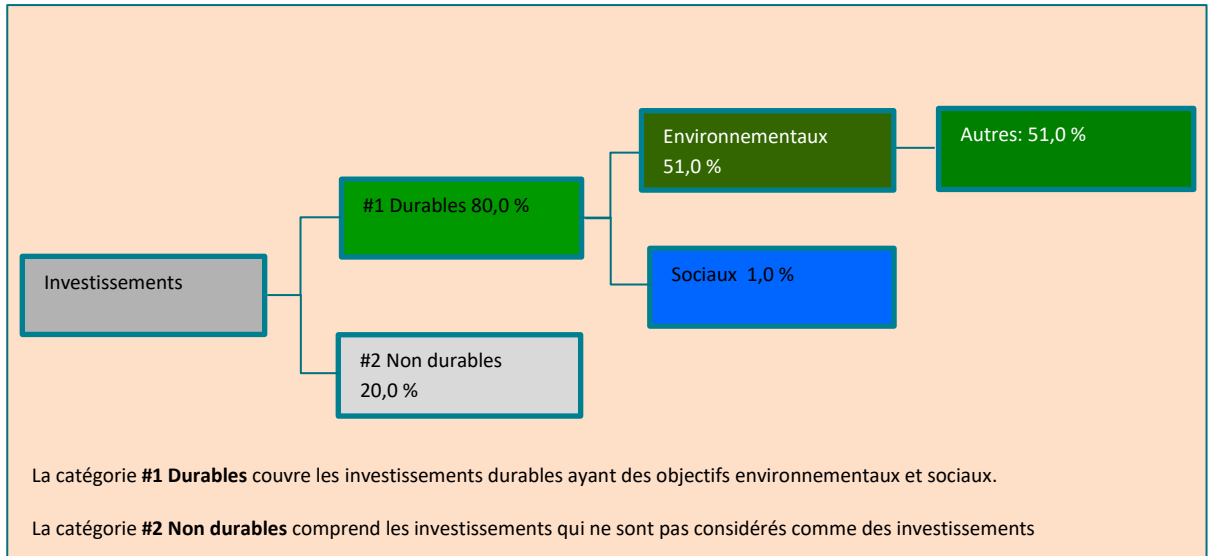 Investissements
#1 Durables 80,0 %
#2 Non durables
20,0 %
Environnementaux
51,0 %
Sociaux  1,0 %
Autres: 51,0 %
La catégorie #1 Durables couvre les investissements durables ayant des objectifs environnementaux et sociaux.
La catégorie #2 Non durables comprend les investissements qui ne sont pas considérés comme des investissements